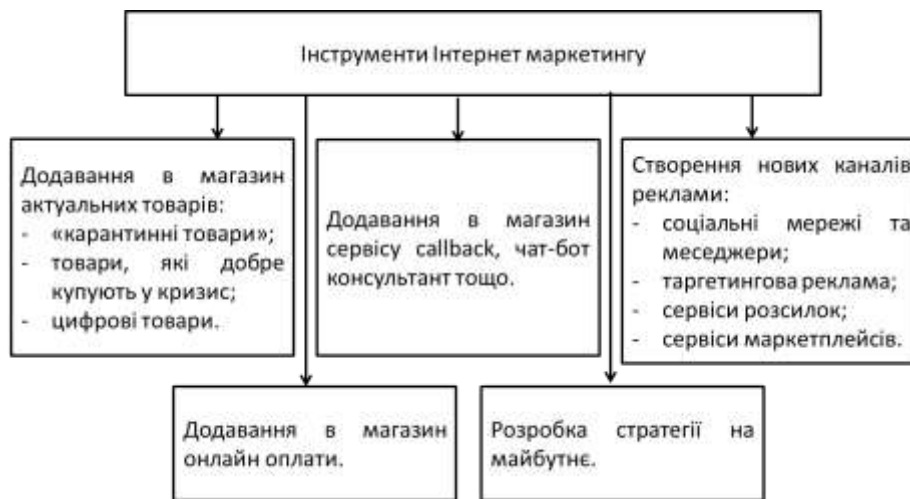 Інструменти Інтернет маркетингу
Додавання в магазин
актуальних товарів:
- «карантинні товари»;
- товари, які добре
купують у кризис;
- цифрові товари.
Додавання в магазин
сервісу callback, чат-бот
консультант тощо.
Створення нових каналів
реклами:
- соціальні мережі та
меседжери;
- таргетингова реклама;
- сервіси розсилок;
- сервіси маркетплейсів.
Додавання в магазин
онлайн оплати.
Розробка стратегії на
майбутнє.